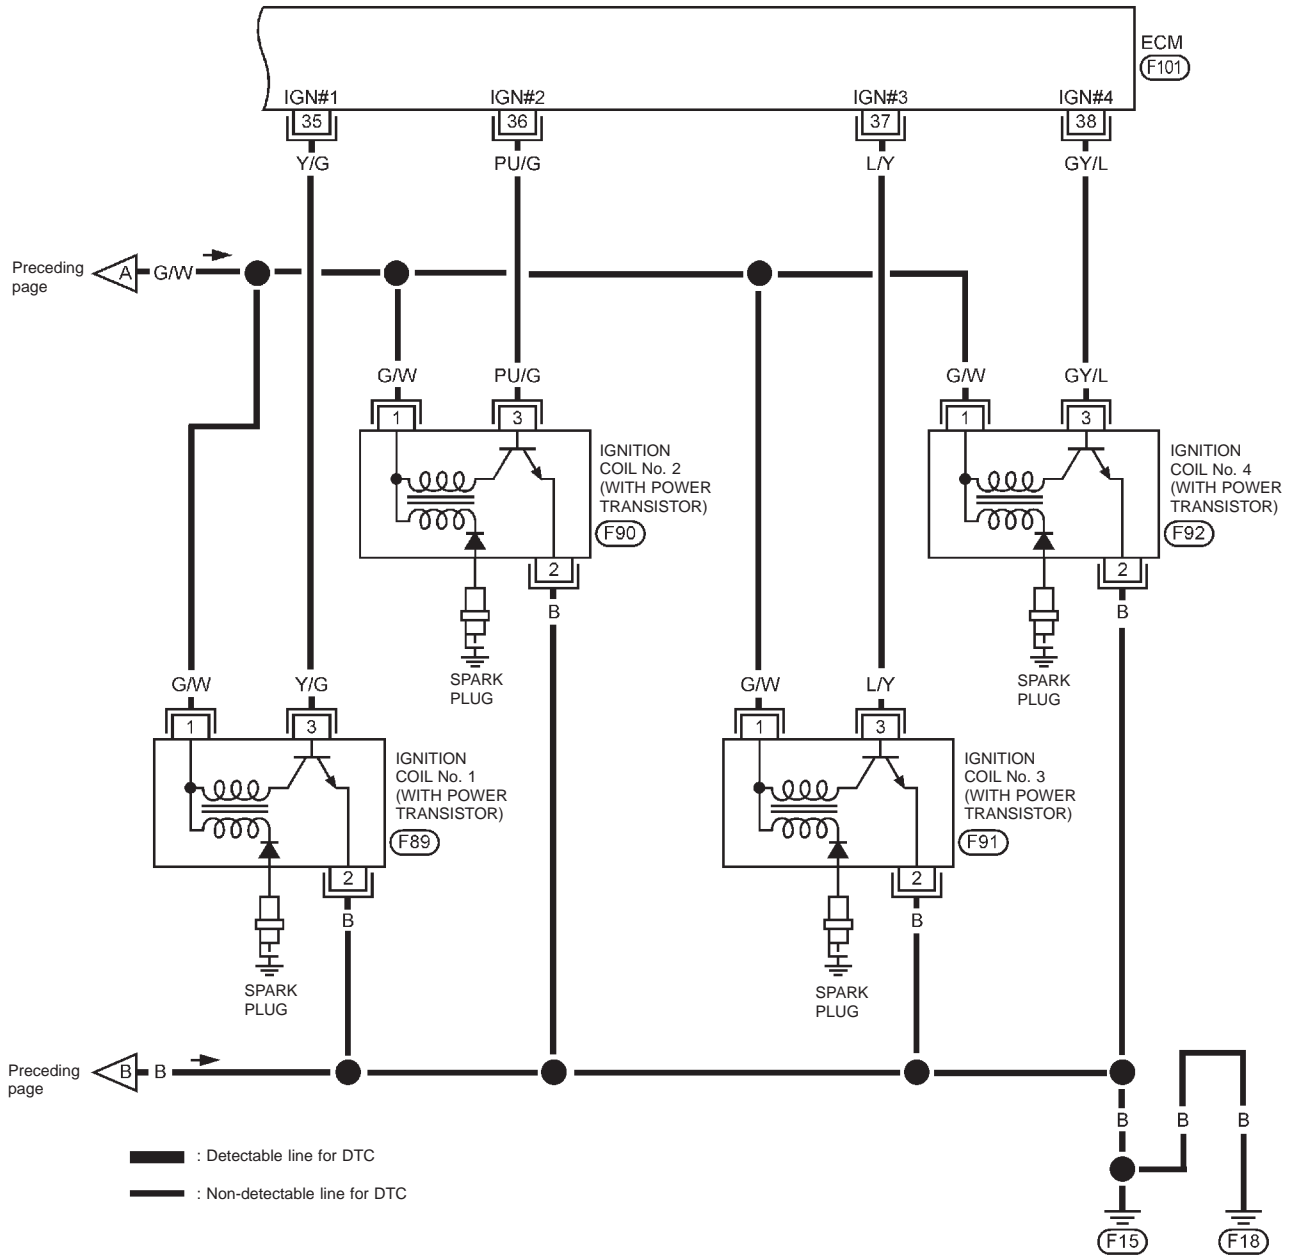 ECM
F101
IGN#1
IGN#2
IGN#3
IGN#4
35
36
37
38
Y/G
PU/G
L/Y
GY/L
Preceding
page
A
G/W
G/W
PU/G
G/W
GY/L
1
3
1
3
IGNITION
COIL No. 2
(WITH POWER
TRANSISTOR)
F90
IGNITION
COIL No. 4
(WITH POWER
TRANSISTOR)
F92
2
2
B
B
SPARK
PLUG
SPARK
PLUG
G/W
Y/G
G/W
L/Y
1
3
1
3
IGNITION
COIL No. 1
(WITH POWER
TRANSISTOR)
F89
IGNITION
COIL No. 3
(WITH POWER
TRANSISTOR)
F91
2
2
B
B
SPARK
PLUG
SPARK
PLUG
Preceding
page
B
B
B
B
B
: Detectable line for DTC
: Non-detectable line for DTC
F15
F18